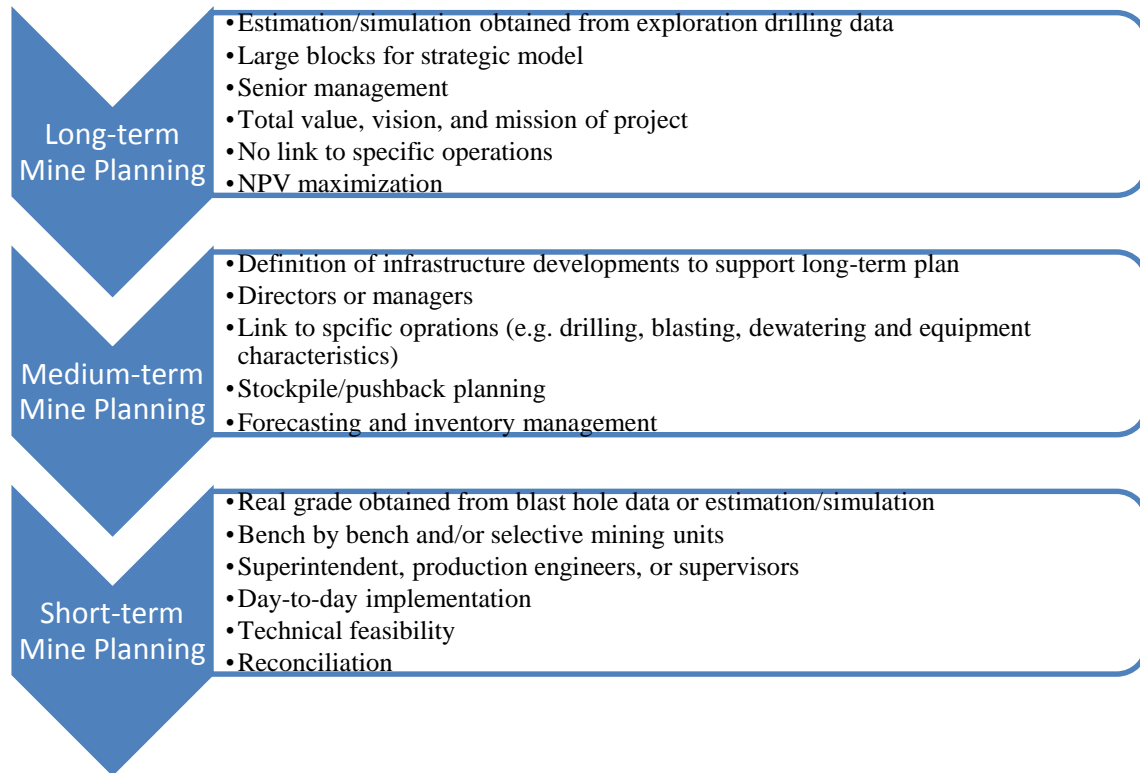 Long-term
Mine Planning
•Estimation/simulation obtained from exploration drilling data
•Large blocks for strategic model
•Senior management
•Total value, vision, and mission of project
•No link to specific operations
•NPV maximization
Medium-term
Mine Planning
•Definition of infrastructure developments to support long-term plan
•Directors or managers
•Link to spcific oprations (e.g. drilling, blasting, dewatering and equipment
characteristics)
•Stockpile/pushback planning
•Forecasting and inventory management
Short-term
Mine Planning
•Real grade obtained from blast hole data or estimation/simulation
•Bench by bench and/or selective mining units
•Superintendent, production engineers, or supervisors
•Day-to-day implementation
•Technical feasibility
•Reconciliation